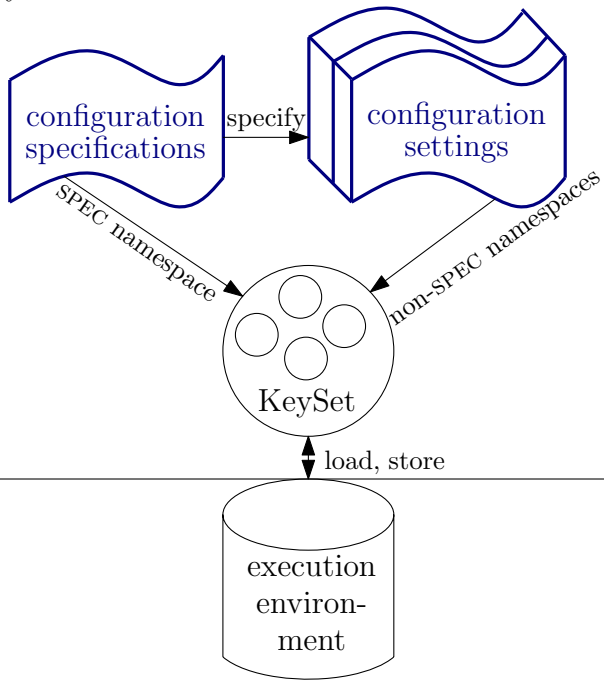 configuration
specifications
specify
configuration
settings
SPEC namespace
non-SPEC namespaces
KeySet
load, store
execution
environ-
ment